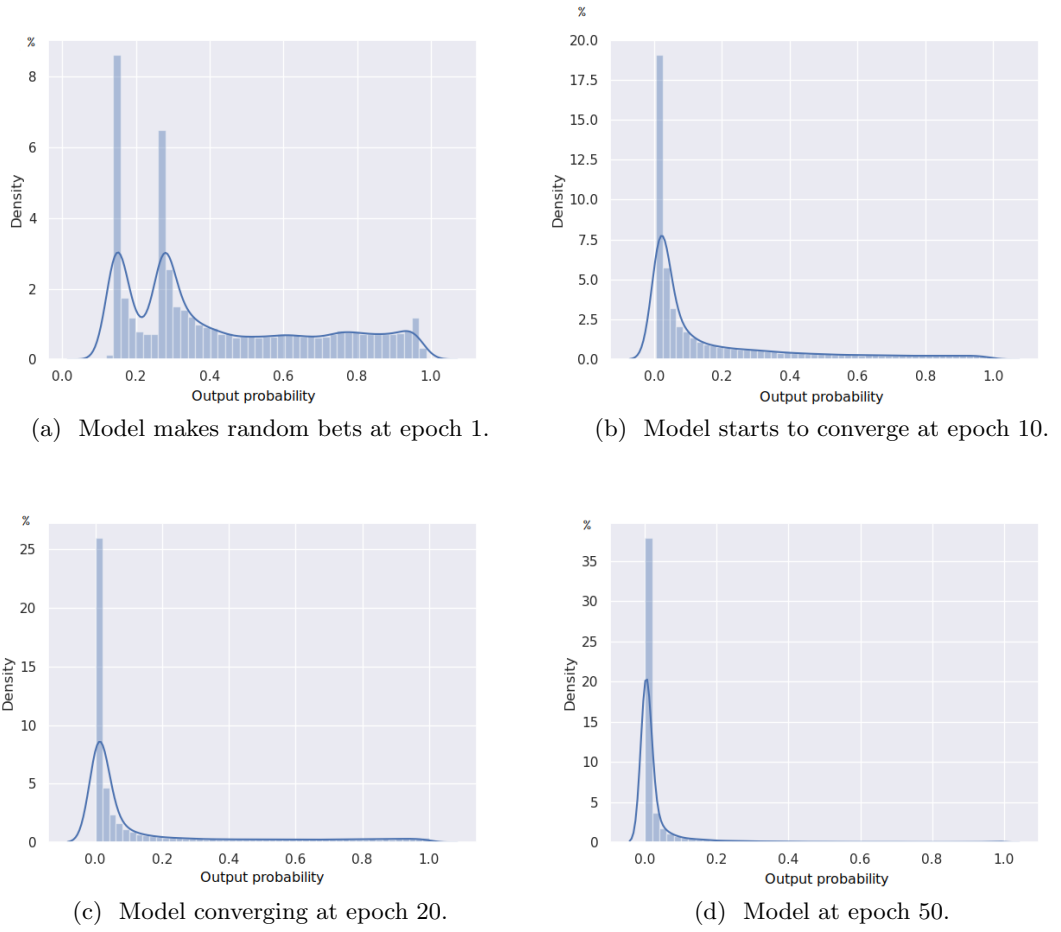 %
8
6
4
2
0
Density
0.0 0.2 0.4 0.6 0.8 1.0
Output probability
(a) Model makes random bets at epoch 1.
%
20.0
17.5
15.0
12.5
10.0
7.5
5.0
2.5
0.0
Density
0.0 0.2 0.4 0.6 0.8 1.0
Output probability
(b) Model starts to converge at epoch 10.
%
25
20
15
10
5
0
Density
0.0 0.2 0.4 0.6 0.8 1.0
Output probability
(c) Model converging at epoch 20.
%
35
30
25
20
15
10
5
0
Density
0.0 0.2 0.4 0.6 0.8 1.0
Output probability
(d) Model at epoch 50.